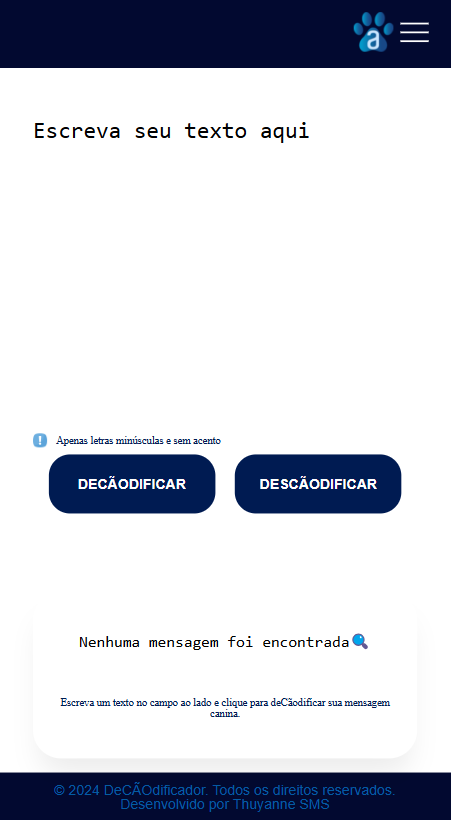 a
Escreva seu texto aqui
Apenas letras minúsculas e sem acento
DECÃODIFICAR
DESCÃODIFICAR
Nenhuma mensagem foi encontrada
Escreva um texto no campo ao lado e clique para deCãodificar sua mensagem
canina.
© 2024 DeCÃOdificador. Todos os direitos reservados.
Desenvolvido por Thuyanne SMS